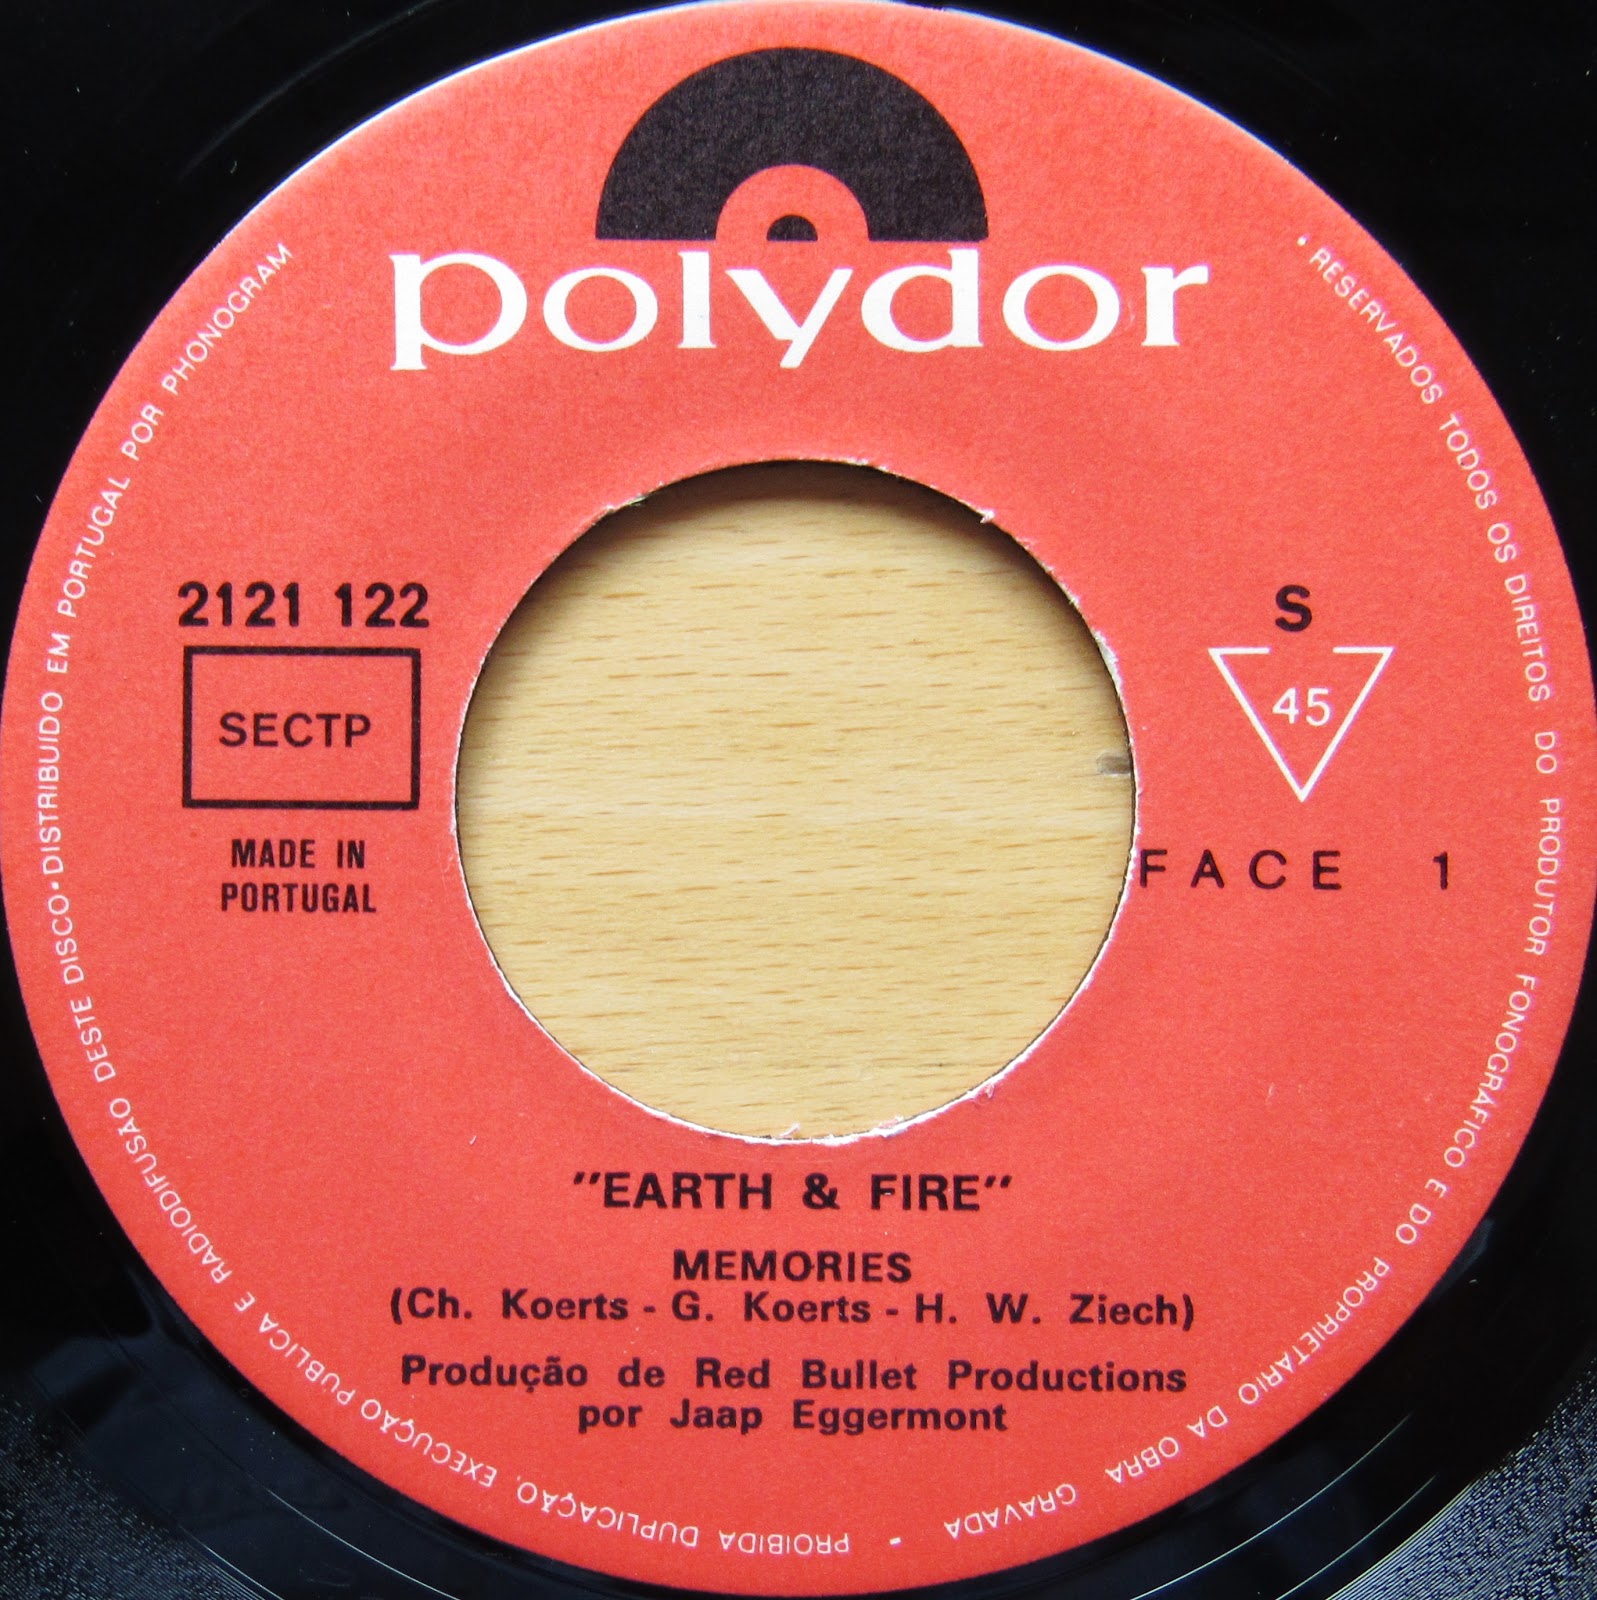 polydor
2121 122
SECTP
MADE IN
PORTUGAL
S
45
FACE 1
"EARTH & FIRE"
MEMORIES
(Ch. Koerts - G. Koerts - H. W. Ziech)
Produção de Red Bullet Productions
por Jaap Eggermont
• RESERVADOS TODOS OS DIREITOS DO PRODUTOR FONOGRÁFICO E DO PROPRIETARIO DA OBRA GRAVADA - PROIBIDA DUPLICAÇÃO, EXECUÇÃO PUBLICA E RADIODIFUSÃO DESTE DISCO • DISTRIBUIDO EM PORTUGAL POR PHONOGRAM